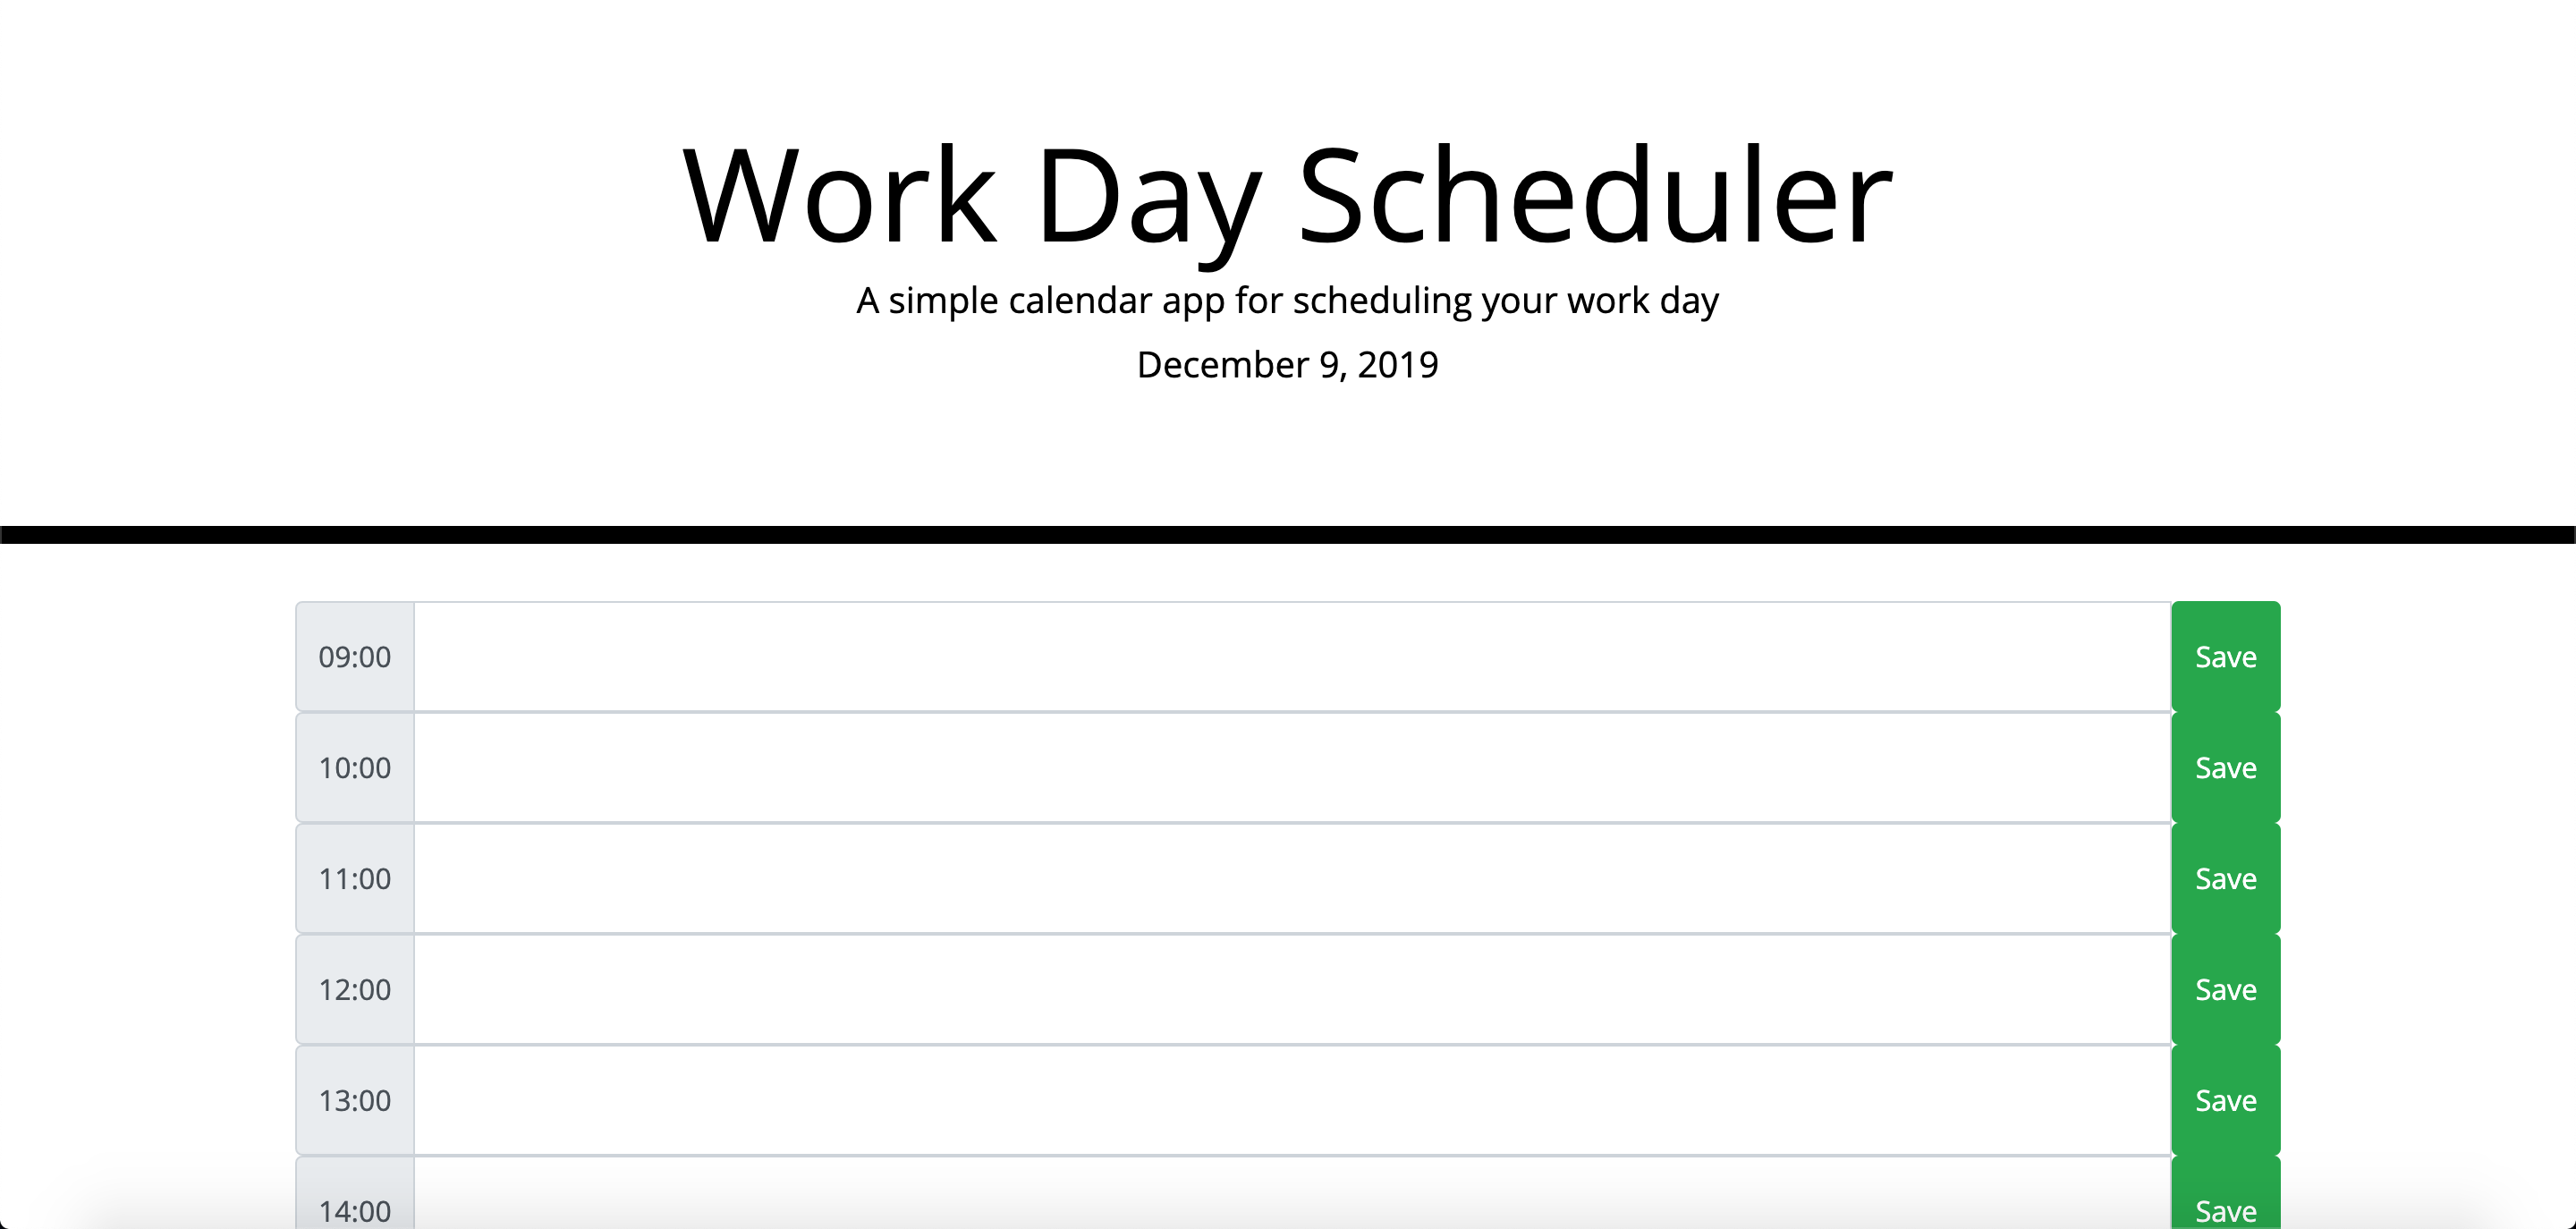 Work Day Scheduler
A simple calendar app for scheduling your work day
December 9, 2019
09:00 Save
10:00 Save
11:00 Save
12:00 Save
13:00 Save
14:00 Save